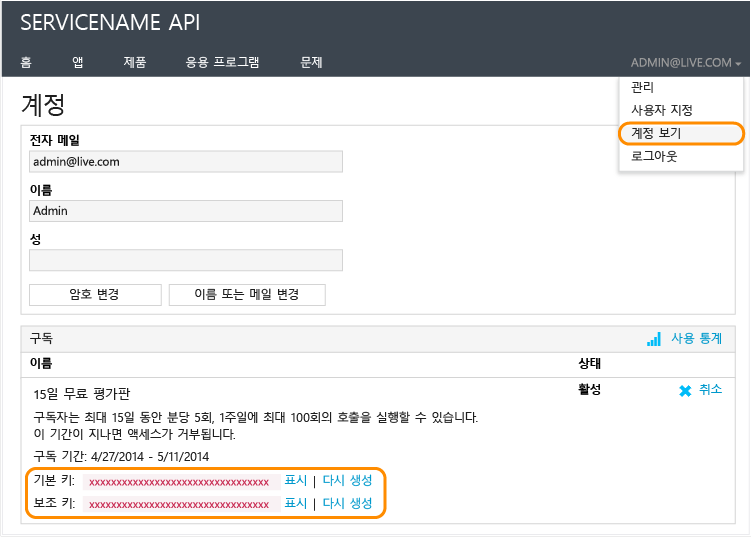 SERVICENAME API
홈 앱 제품 응용 프로그램 문제 ADMIN@LIVE.COM
관리
사용자 지정
계정 보기
로그아웃
계정
전자 메일
admin@live.com
이름
Admin
성
암호 변경 이름 또는 메일 변경
구독 사용 통계
이름 상태
15일 무료 평가판 활성 취소
구독자는 최대 15일 동안 분당 5회, 1주일에 최대 100회의 호출을 실행할 수 있습니다.
이 기간이 지나면 액세스가 거부됩니다.
구독 기간: 4/27/2014 - 5/11/2014
기본 키: xxxxxxxxxxxxxxxxxxxxxxxxxxxxxxxx 표시 | 다시 생성
보조 키: xxxxxxxxxxxxxxxxxxxxxxxxxxxxxxxx 표시 | 다시 생성